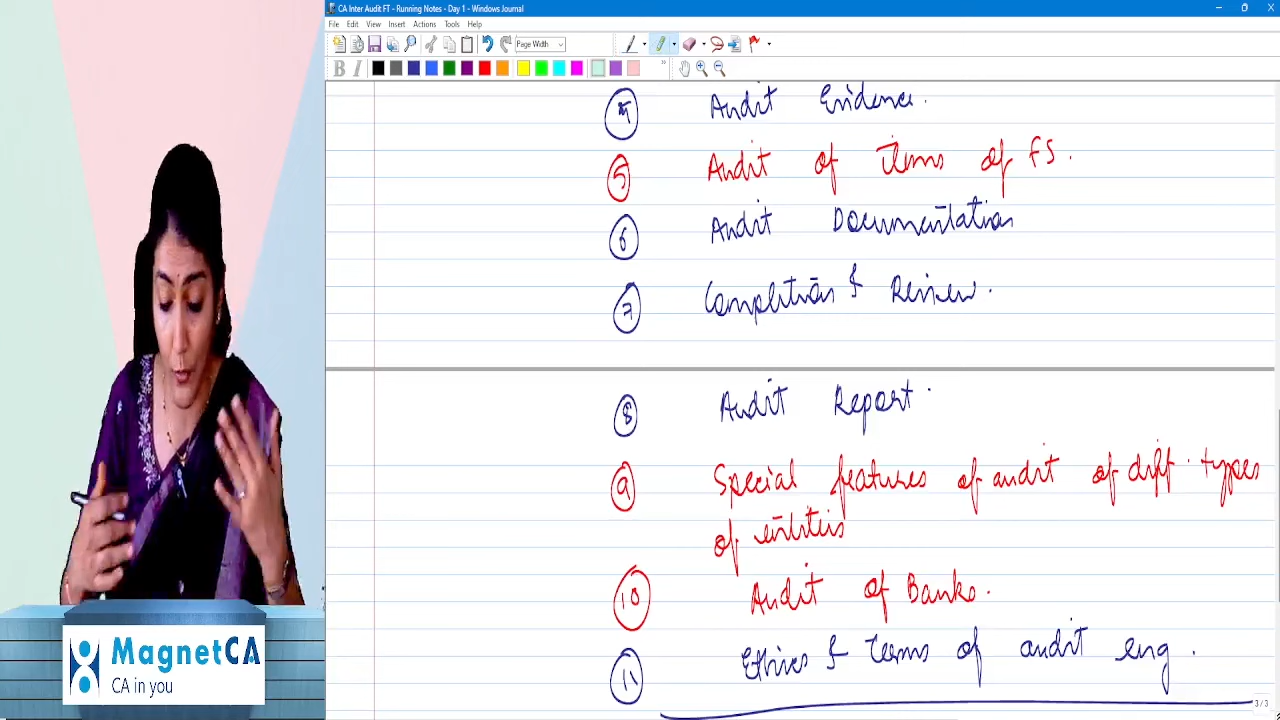 CA Inter Audit FT - Running Notes - Day 1 - Windows Journal
File Edit View Insert Actions Tools Help
Page Width
B I
4 Audit Evidence.
5 Audit of items of FS.
6 Audit Documentation
7 Completion & Review.
8 Audit Report.
9 Special features of audit of diff. types
of entities
10 Audit of Banks.
11 Ethics & terms of audit eng.
3/3
MagnetCA
CA in you